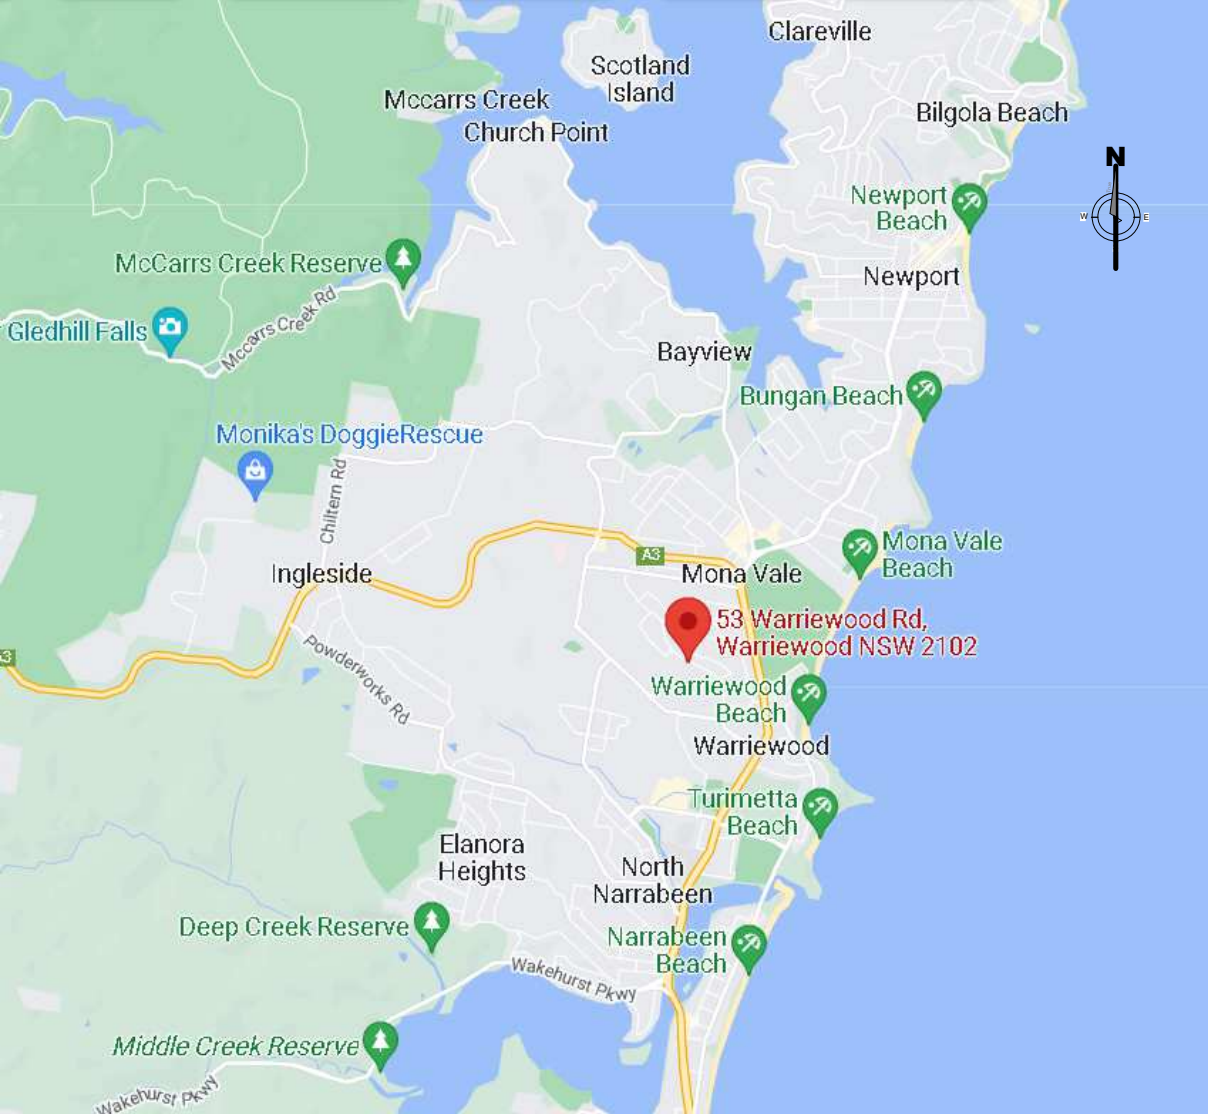 Clareville
Scotland
Island
Mccarrs Creek
Church Point
Bilgola Beach
N
W
E
Newport
Beach
McCarrs Creek Reserve
Newport
Mccarrs Creek Rd
Gledhill Falls
Bayview
Bungan Beach
Monika's DoggieRescue
Chiltern Rd
Mona Vale
Beach
A3
Ingleside
Mona Vale
53 Warriewood Rd,
Warriewood NSW 2102
Powderworks Rd
Warriewood
Beach
Warriewood
Turimetta
Beach
Elanora
Heights
North
Narrabeen
Deep Creek Reserve
Narrabeen
Beach
Wakehurst Pkwy
Middle Creek Reserve
Wakehurst Pkwy